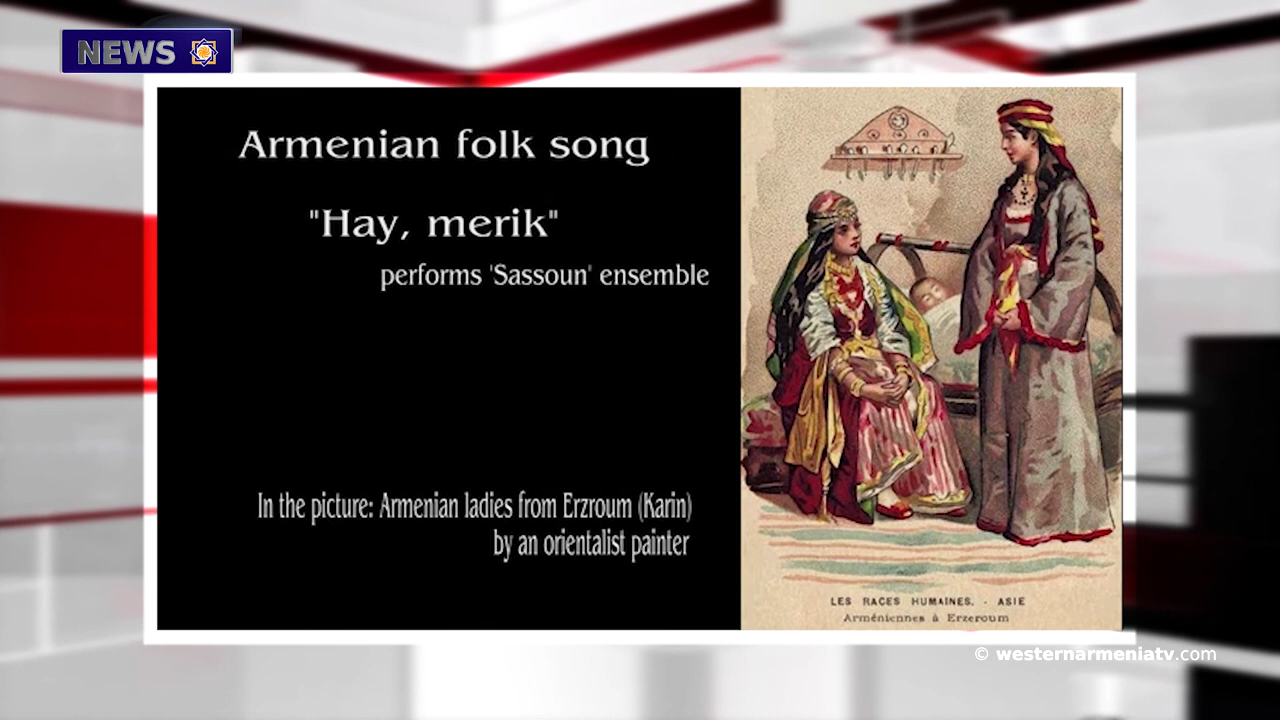 NEWS
Armenian folk song
"Hay, merik"
performs 'Sassoun' ensemble
In the picture: Armenian ladies from Erzroum (Karin)
by an orientalist painter
LES RACES HUMAINES. - ASIE
Arméniennes à Erzeroum
© westernarmeniatv.com